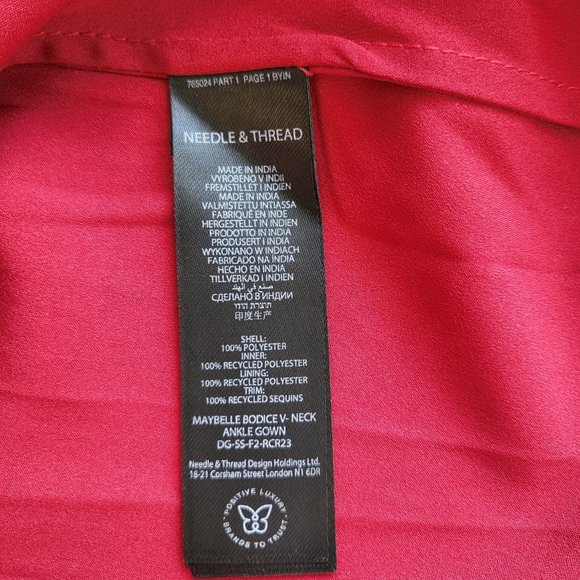 765024 PART 1 PAGE 1 BYIN
NEEDLE & THREAD
MADE IN INDIA
VYROBENO V INDII
FREMSTILLET I INDIEN
MADE IN INDIA
VALMISTETTU INTIASSA
FABRIQUÉ EN INDE
HERGESTELLT IN INDIEN
PRODOTTO IN INDIA
PRODUSERT I INDIA
WYKONANO W INDIACH
FABRICADO NA ÍNDIA
HECHO EN INDIA
TILLVERKAD I INDIEN
صنع في الهند
СДЕЛАНО В ИНДИИ
תוצרת הודו
印度生产
SHELL:
100% POLYESTER
INNER:
100% RECYCLED POLYESTER
LINING:
100% RECYCLED POLYESTER
TRIM:
100% RECYCLED SEQUINS
MAYBELLE BODICE V- NECK
ANKLE GOWN
DG-SS-F2-RCR23
Needle & Thread Design Holdings Ltd.
18-21 Corsham Street London N1 6DR
POSITIVE LUXURY
BRANDS TO TRUST